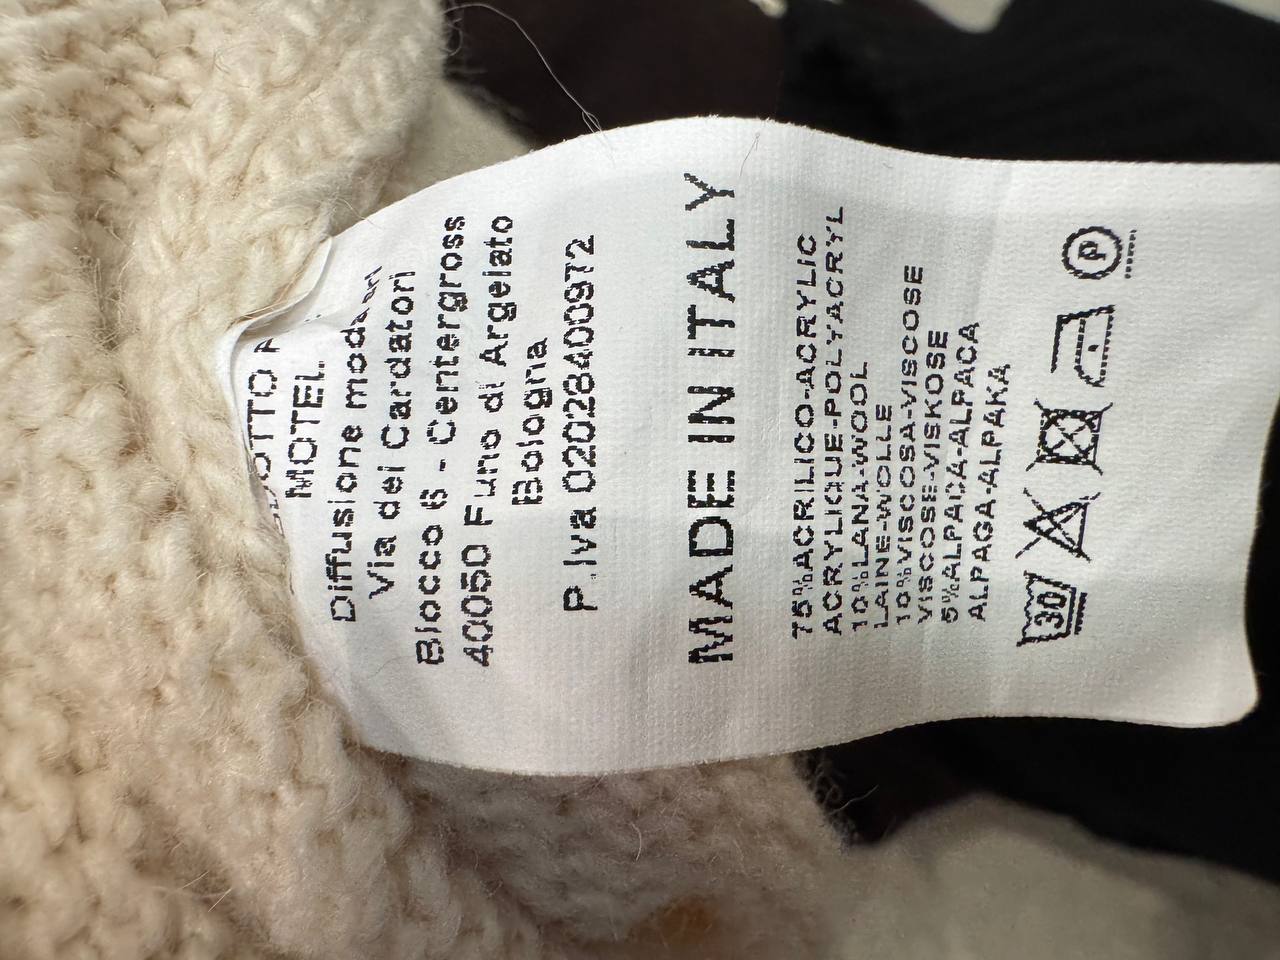 MOTEL
Diffusione moda srl
Via dei Cardatori
Blocco 6 - Centergross
40050 Funo di Argelato
Bologna
P.Iva 02028400972
MADE IN ITALY
75%ACRILICO-ACRYLIC
ACRYLIQUE-POLYACRYL
10%LANA-WOOL
LAINE-WOLLE
10%VISCOSA-VISCOSE
VISCOSE-VISKOSE
5%ALPACA-ALPACA
ALPAGA-ALPAKA
30 P